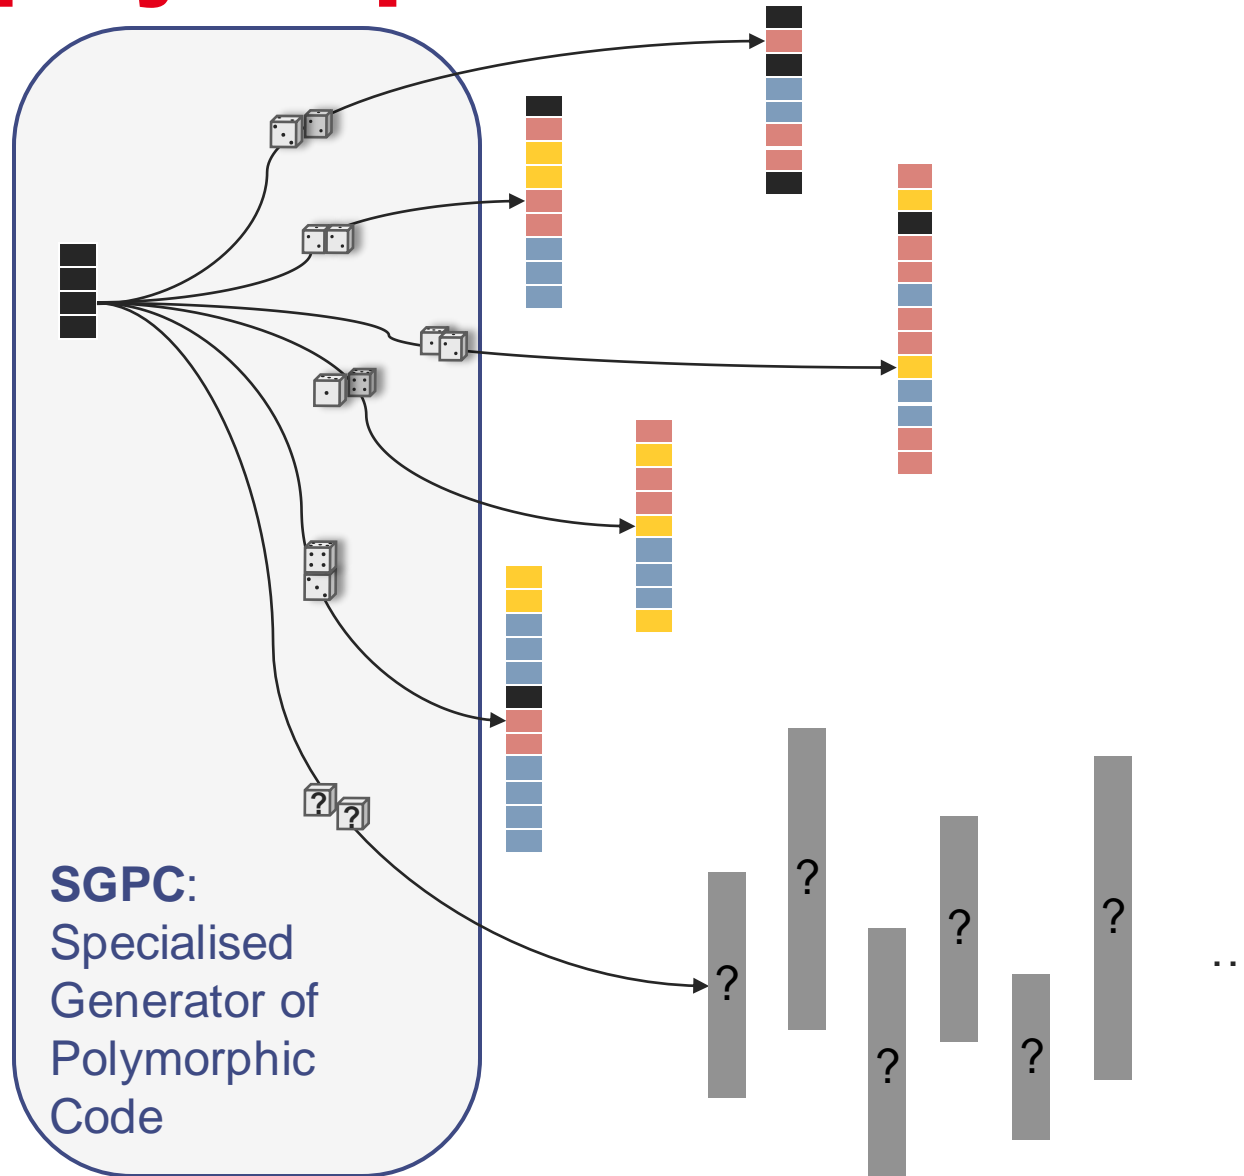 ?
?
?
?
?
?
?
?
..
SGPC:
Specialised
Generator of
Polymorphic
Code